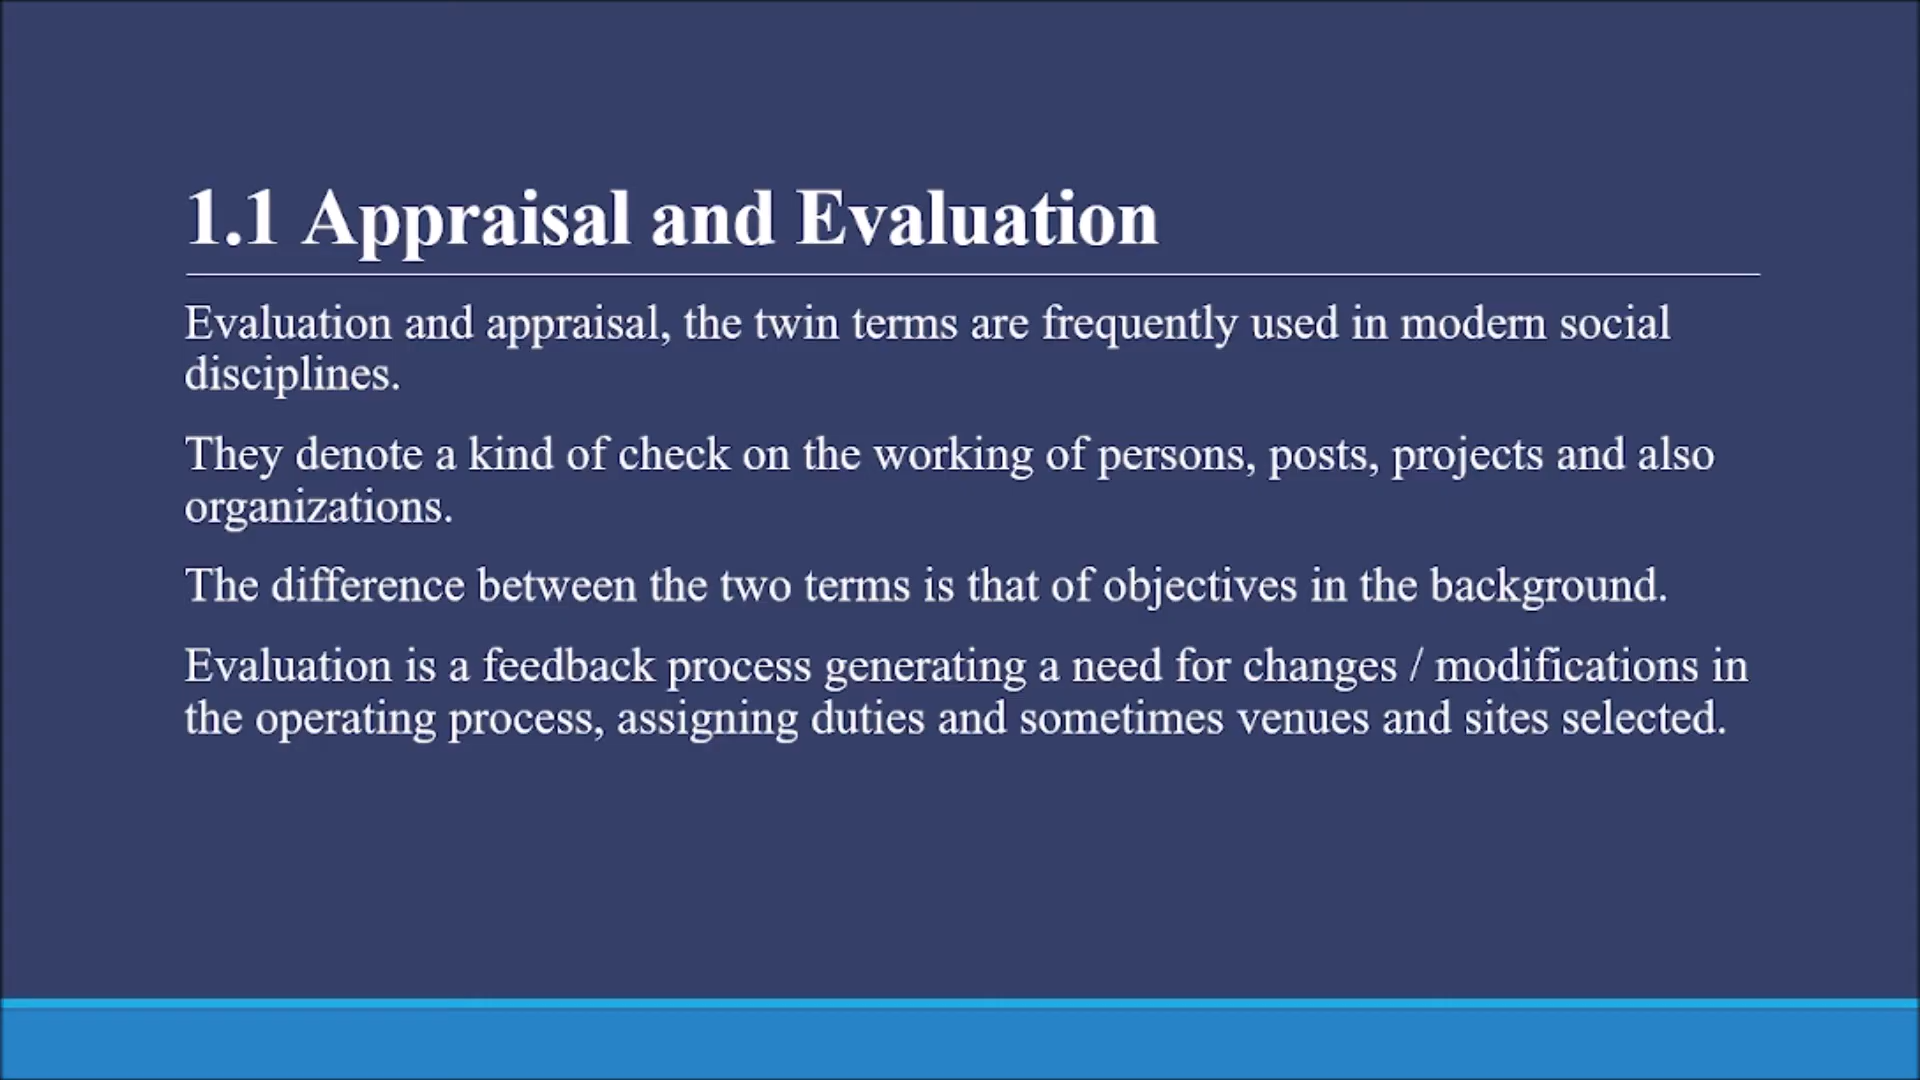 1.1 Appraisal and Evaluation
Evaluation and appraisal, the twin terms are frequently used in modern social
disciplines.
They denote a kind of check on the working of persons, posts, projects and also
organizations.
The difference between the two terms is that of objectives in the background.
Evaluation is a feedback process generating a need for changes / modifications in
the operating process, assigning duties and sometimes venues and sites selected.